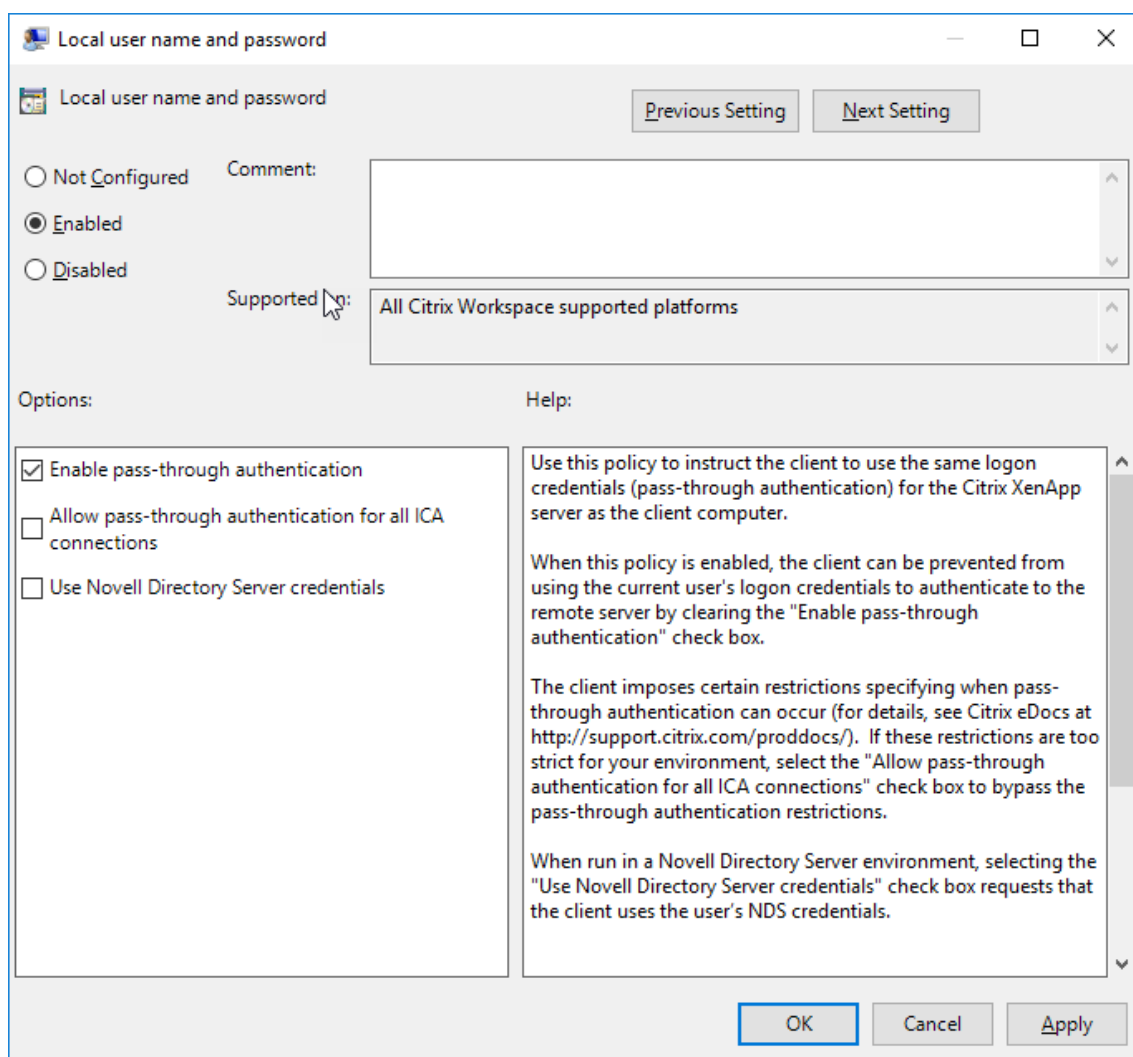 Local user name and password
Local user name and password
Previous Setting
Next Setting
Not Configured
Comment:
Enabled
Disabled
Supported on:
All Citrix Workspace supported platforms
Options:
Help:
Enable pass-through authentication
Allow pass-through authentication for all ICA
connections
Use Novell Directory Server credentials
Use this policy to instruct the client to use the same logon
credentials (pass-through authentication) for the Citrix XenApp
server as the client computer.
When this policy is enabled, the client can be prevented from
using the current user's logon credentials to authenticate to the
remote server by clearing the "Enable pass-through
authentication" check box.
The client imposes certain restrictions specifying when pass-
through authentication can occur (for details, see Citrix eDocs at
http://support.citrix.com/proddocs/).  If these restrictions are too
strict for your environment, select the "Allow pass-through
authentication for all ICA connections" check box to bypass the
pass-through authentication restrictions.
When run in a Novell Directory Server environment, selecting the
"Use Novell Directory Server credentials" check box requests that
the client uses the user's NDS credentials.
OK
Cancel
Apply